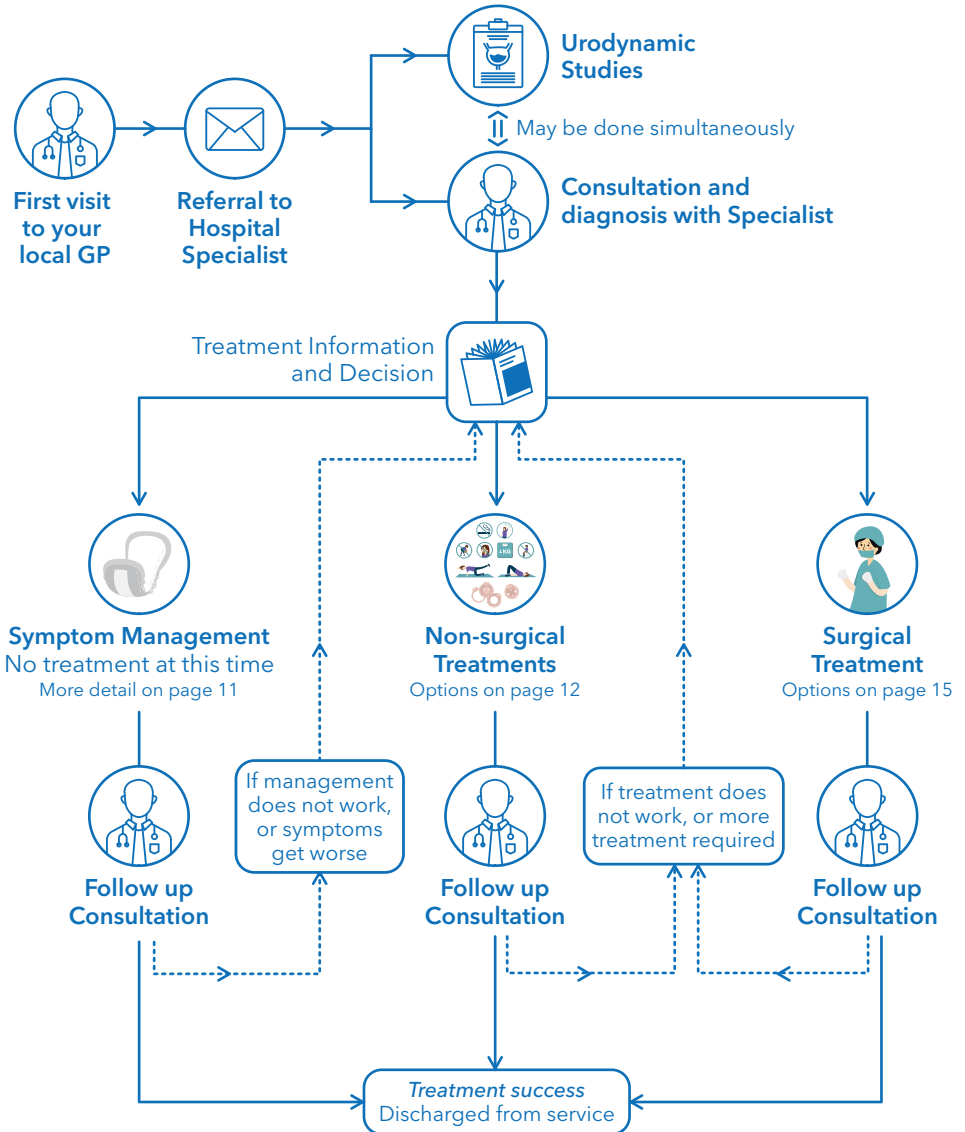 Urodynamic
Studies
May be done simultaneously
First visit
to your
local GP
Referral to
Hospital
Specialist
Consultation and
diagnosis with Specialist
Treatment Information
and Decision
KG
Symptom Management
No treatment at this time
More detail on page 11
Non-surgical
Treatments
Options on page 12
Surgical
Treatment
Options on page 15
If management
does not work,
or symptoms
get worse
If treatment does
not work, or more
treatment required
Follow up
Consultation
Follow up
Consultation
Follow up
Consultation
Treatment success
Discharged from service